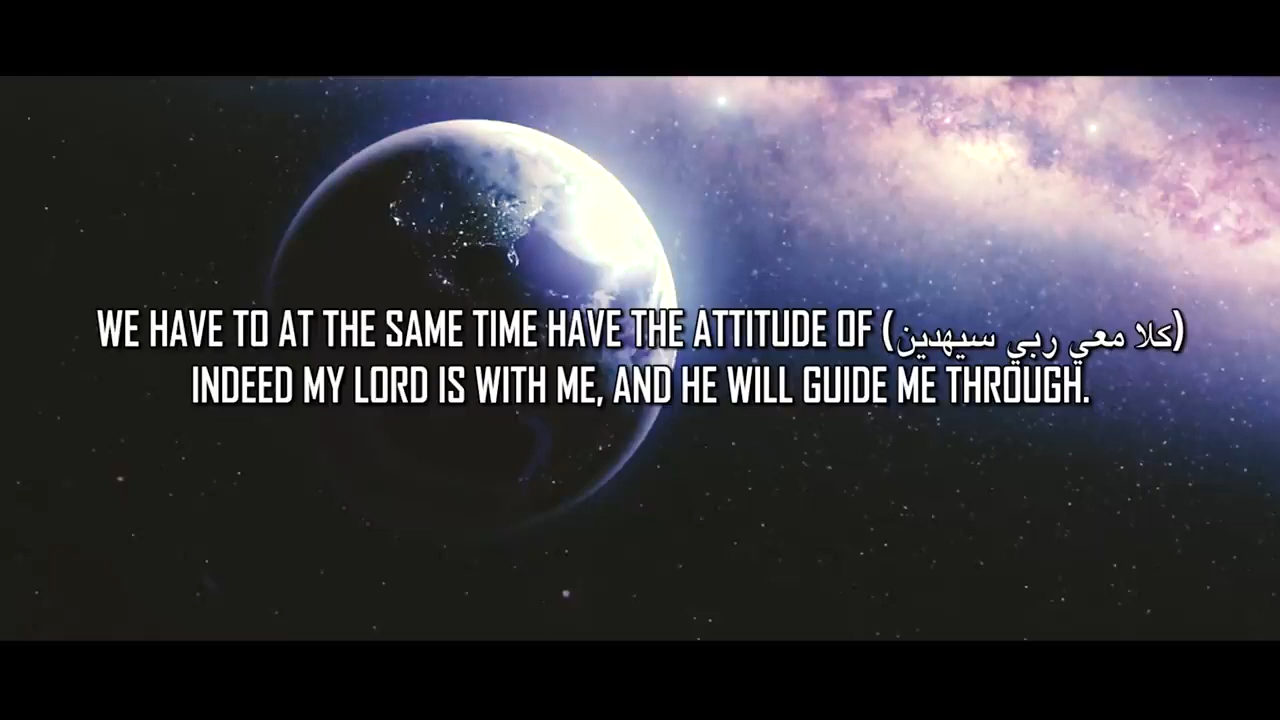 WE HAVE TO AT THE SAME TIME HAVE THE ATTITUDE OF (كلا معي ربي سيهدين)
INDEED MY LORD IS WITH ME, AND HE WILL GUIDE ME THROUGH.